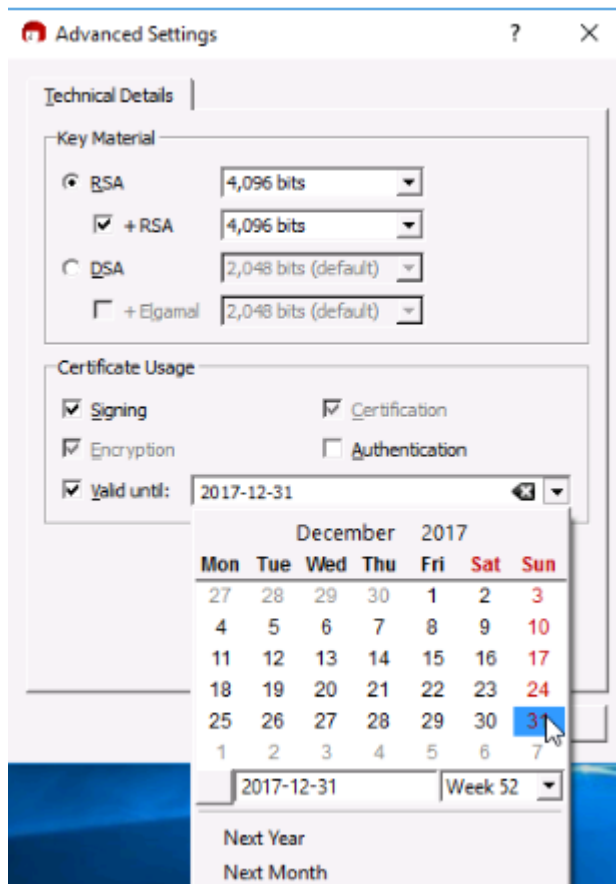 Advanced Settings ?
Technical Details
Key Material
RSA 4,096 bits
+ RSA 4,096 bits
DSA 2,048 bits (default)
+ Elgamal 2,048 bits (default)
Certificate Usage
Signing Certification
Encryption Authentication
Valid until: 2017-12-31
December 2017
Mon Tue Wed Thu Fri Sat Sun
27 28 29 30 1 2 3
4 5 6 7 8 9 10
11 12 13 14 15 16 17
18 19 20 21 22 23 24
25 26 27 28 29 30 31
1 2 3 4 5 6 7
2017-12-31 Week 52
Next Year
Next Month